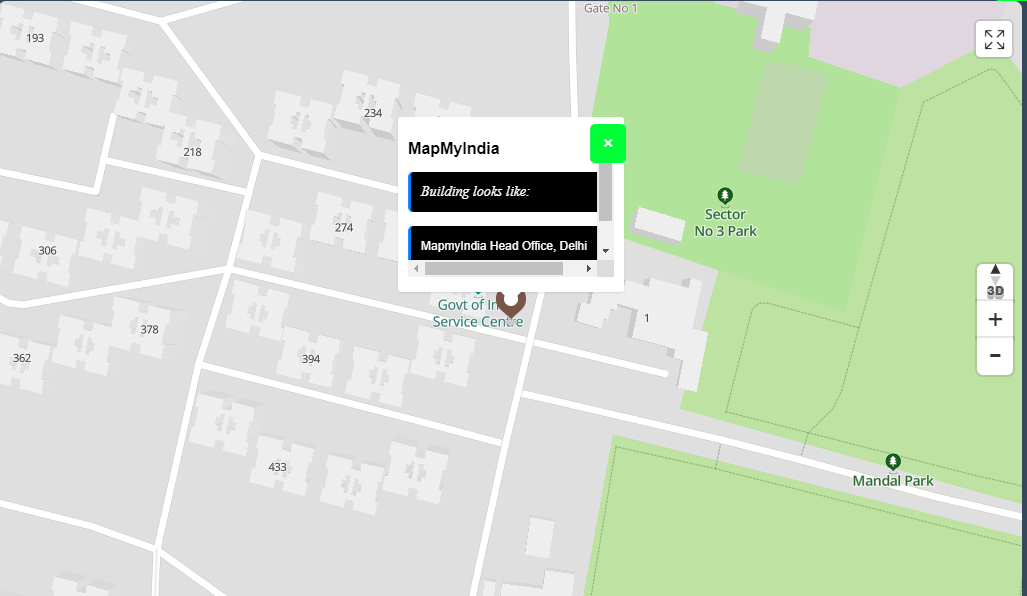 Gate No 1
193
234
218
MapMyIndia
×
Building looks like:
MapmyIndia Head Office, Delhi
Sector
No 3 Park
274
306
3D
+
−
Govt of In
Service Centre
1
378
362
394
433
Mandal Park